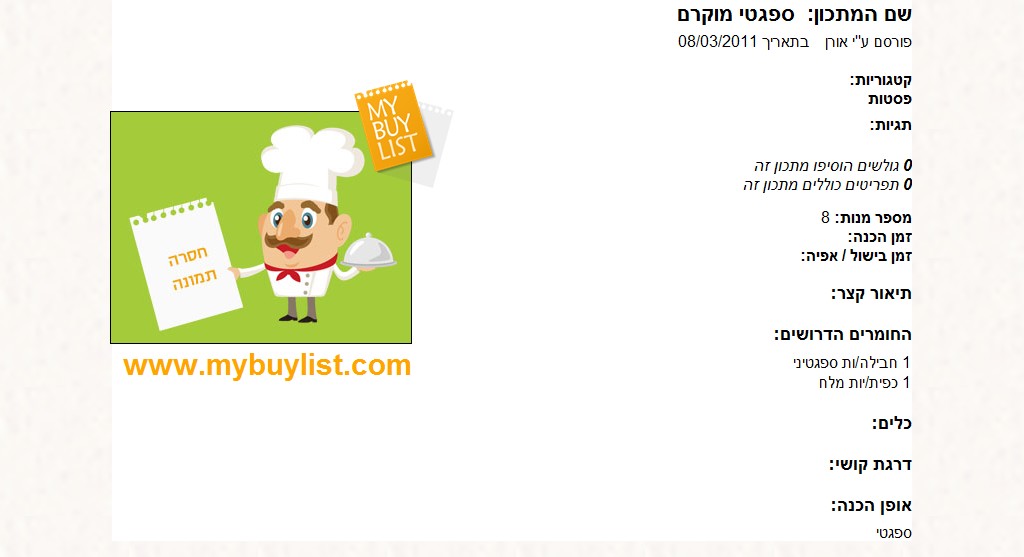 שם המתכון: ספגטי מוקרם
פורסם ע"י אורן בתאריך 08/03/2011
קטגוריות:
פסטות
תגיות:
0 גולשים הוסיפו מתכון זה
0 תפריטים כוללים מתכון זה
מספר מנות: 8
זמן הכנה:
זמן בישול / אפיה:
תיאור קצר:
החומרים הדרושים:
1 חבילה/ות ספגטיני
1 כפית/יות מלח
כלים:
דרגת קושי:
אופן הכנה:
ספגטי
MY
BUY
LIST
חסרה
תמונה
www.mybuylist.com